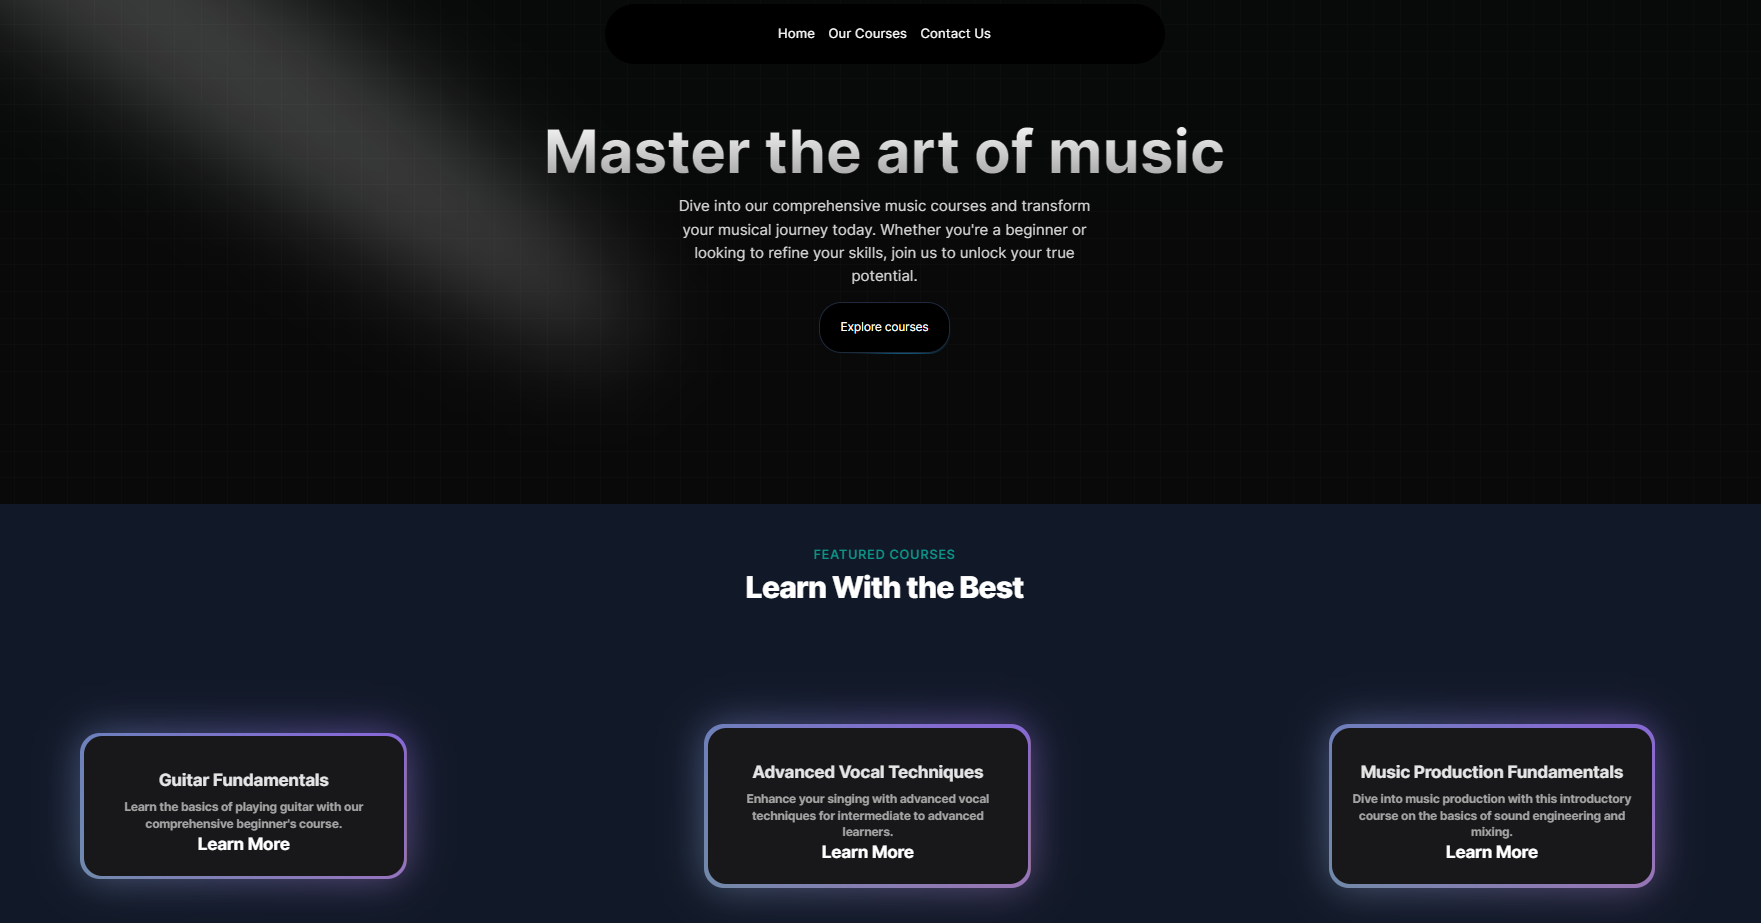 Home Our Courses Contact Us
Master the art of music
Dive into our comprehensive music courses and transform
your musical journey today. Whether you're a beginner or
looking to refine your skills, join us to unlock your true
potential.
Explore courses
FEATURED COURSES
Learn With the Best
Guitar Fundamentals
Learn the basics of playing guitar with our
comprehensive beginner's course.
Learn More
Advanced Vocal Techniques
Enhance your singing with advanced vocal
techniques for intermediate to advanced
learners.
Learn More
Music Production Fundamentals
Dive into music production with this introductory
course on the basics of sound engineering and
mixing.
Learn More